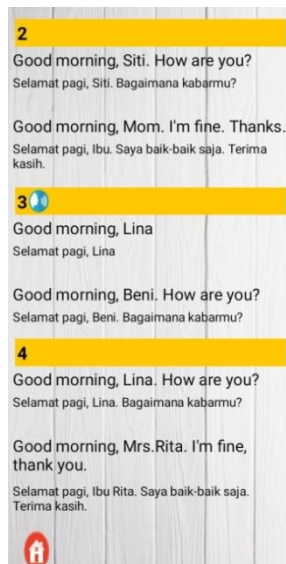 2
Good morning, Siti. How are you?
Selamat pagi, Siti. Bagaimana kabarmu?
Good morning, Mom. I'm fine. Thanks.
Selamat pagi, Ibu. Saya baik-baik saja. Terima
kasih.
3
Good morning, Lina
Selamat pagi, Lina
Good morning, Beni. How are you?
Selamat pagi, Beni. Bagaimana kabarmu?
4
Good morning, Lina. How are you?
Selamat pagi, Lina. Bagaimana kabarmu?
Good morning, Mrs.Rita. I'm fine,
thank you.
Selamat pagi, Ibu Rita. Saya baik-baik saja.
Terima kasih.